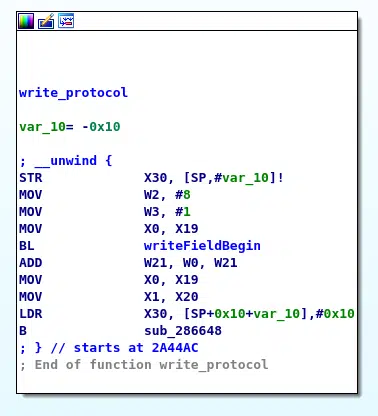 write_protocol
var_10= -0x10
; __unwind {
STR X30, [SP,#var_10]!
MOV W2, #8
MOV W3, #1
MOV X0, X19
BL writeFieldBegin
ADD W21, W0, W21
MOV X0, X19
MOV X1, X20
LDR X30, [SP+0x10+var_10],#0x10
B sub_286648
; } // starts at 2A44AC
; End of function write_protocol